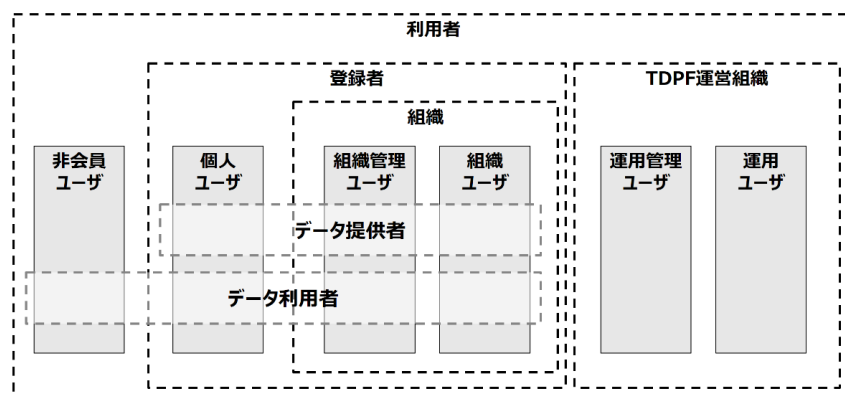 利用者
登録者
TDPF運営組織
組織
非会員
ユーザ
個人
ユーザ
組織管理
ユーザ
組織
ユーザ
運用管理
ユーザ
運用
ユーザ
データ提供者
データ利用者